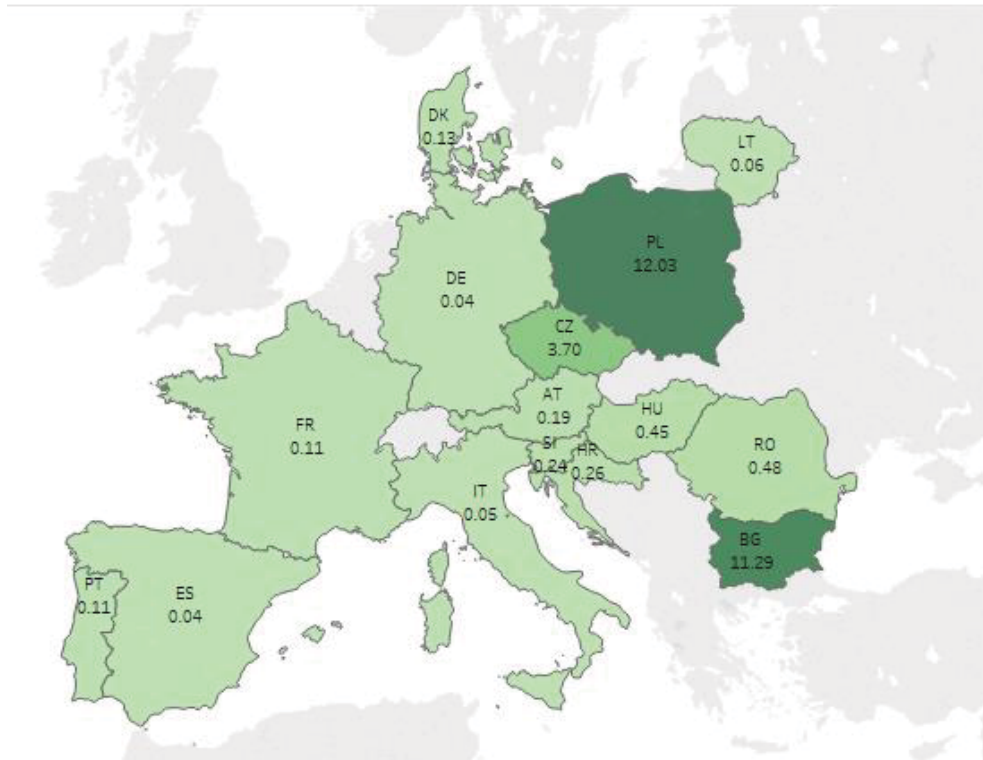 DK
0.13
LT
0.06
PL
12.03
DE
0.04
CZ
3.70
AT
0.19
HU
0.45
SI
0.24
HR
0.26
RO
0.48
FR
0.11
IT
0.05
BG
11.29
PT
0.11
ES
0.04